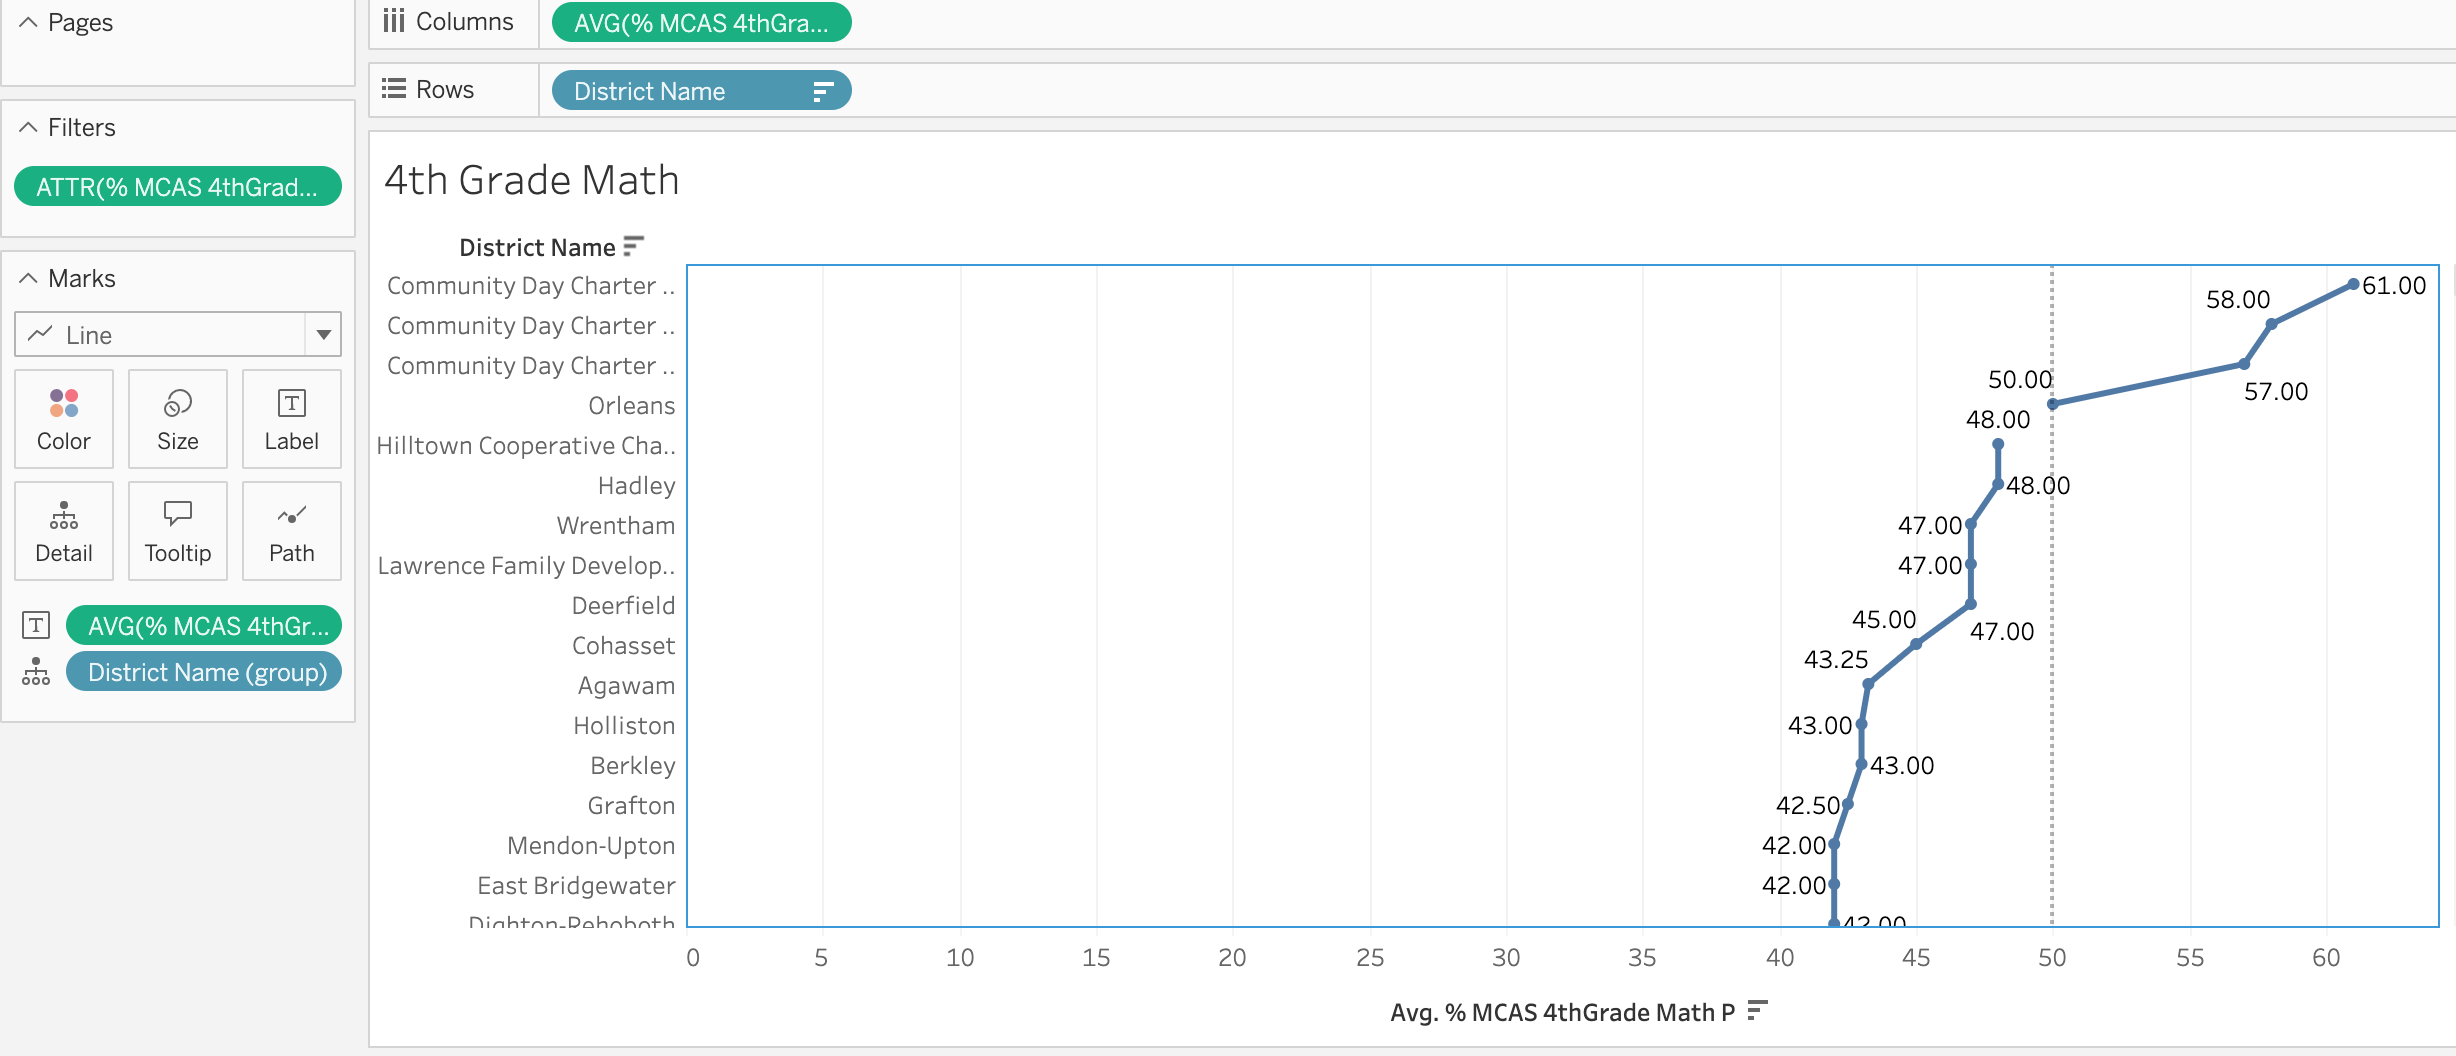 Pages
Columns
AVG(% MCAS 4thGra...
Rows
District Name
Filters
ATTR(% MCAS 4thGrad...
Marks
Line
Color
Size
Label
Detail
Tooltip
Path
AVG(% MCAS 4thGr...
District Name (group)
4th Grade Math
District Name
Community Day Charter ..
61.00
58.00
Community Day Charter ..
Community Day Charter ..
50.00
57.00
Orleans
48.00
Hilltown Cooperative Cha..
Hadley
48.00
Wrentham
47.00
Lawrence Family Develop..
47.00
Deerfield
45.00
47.00
Cohasset
43.25
Agawam
Holliston
43.00
Berkley
43.00
Grafton
42.50
Mendon-Upton
42.00
East Bridgewater
42.00
Dighton-Rehoboth
42.00
0 5 10 15 20 25 30 35 40 45 50 55 60
Avg. % MCAS 4thGrade Math P